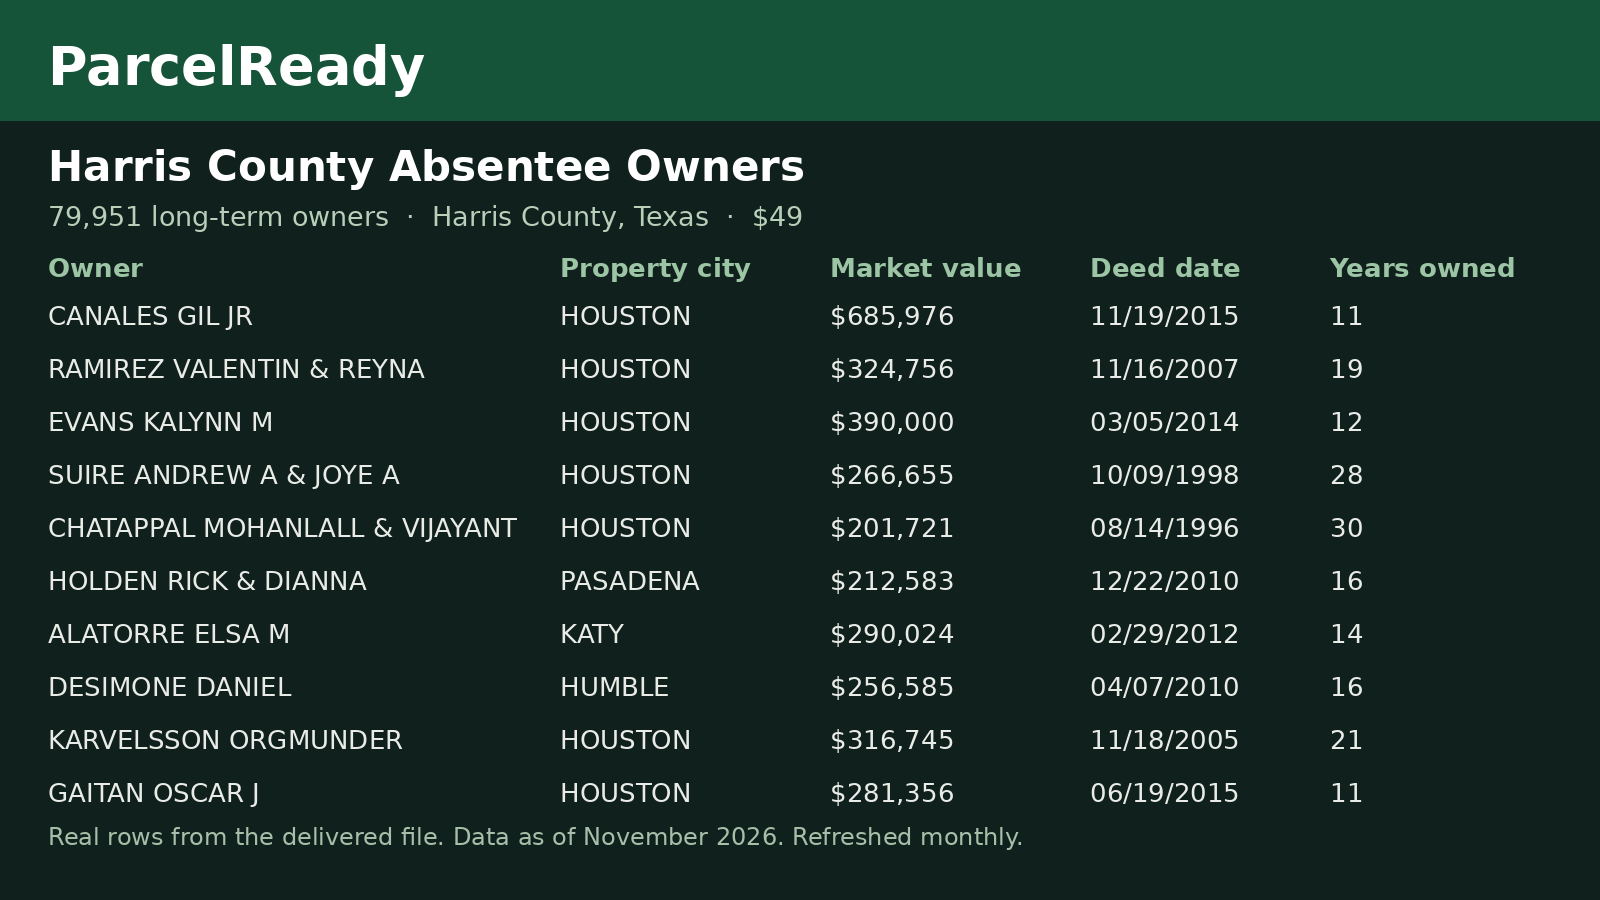 ParcelReady
Harris County Absentee Owners
79,951 long-term owners · Harris County, Texas · $49
Owner Property city Market value Deed date Years owned
CANALES GIL JR HOUSTON $685,976 11/19/2015 11
RAMIREZ VALENTIN & REYNA HOUSTON $324,756 11/16/2007 19
EVANS KALYNN M HOUSTON $390,000 03/05/2014 12
SUIRE ANDREW A & JOYE A HOUSTON $266,655 10/09/1998 28
CHATAPPAL MOHANLALL & VIJAYANT HOUSTON $201,721 08/14/1996 30
HOLDEN RICK & DIANNA PASADENA $212,583 12/22/2010 16
ALATORRE ELSA M KATY $290,024 02/29/2012 14
DESIMONE DANIEL HUMBLE $256,585 04/07/2010 16
KARVELSSON ORGMUNDER HOUSTON $316,745 11/18/2005 21
GAITAN OSCAR J HOUSTON $281,356 06/19/2015 11
Real rows from the delivered file. Data as of November 2026. Refreshed monthly.